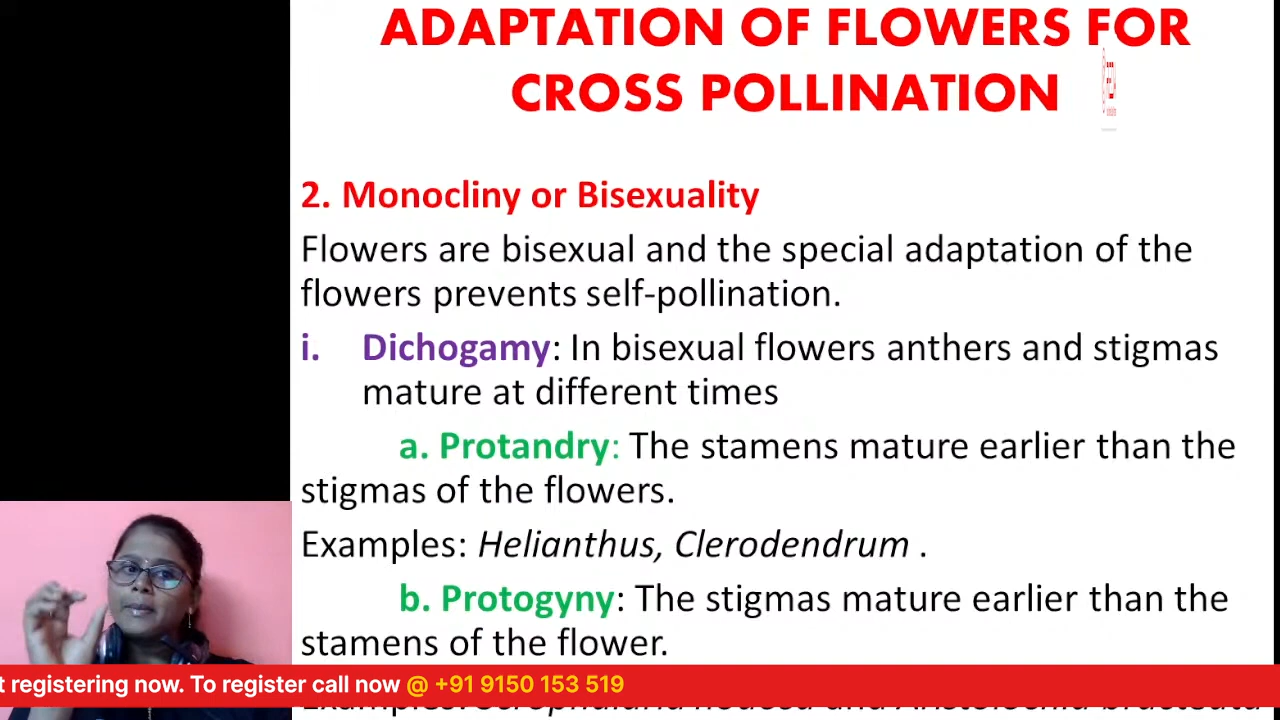 ADAPTATION OF FLOWERS FOR
CROSS POLLINATION
2. Monocliny or Bisexuality
Flowers are bisexual and the special adaptation of the
flowers prevents self-pollination.
i. Dichogamy: In bisexual flowers anthers and stigmas
mature at different times
a. Protandry: The stamens mature earlier than the
stigmas of the flowers.
Examples: Helianthus, Clerodendrum .
b. Protogyny: The stigmas mature earlier than the
stamens of the flower.
t registering now. To register call now @ +91 9150 153 519